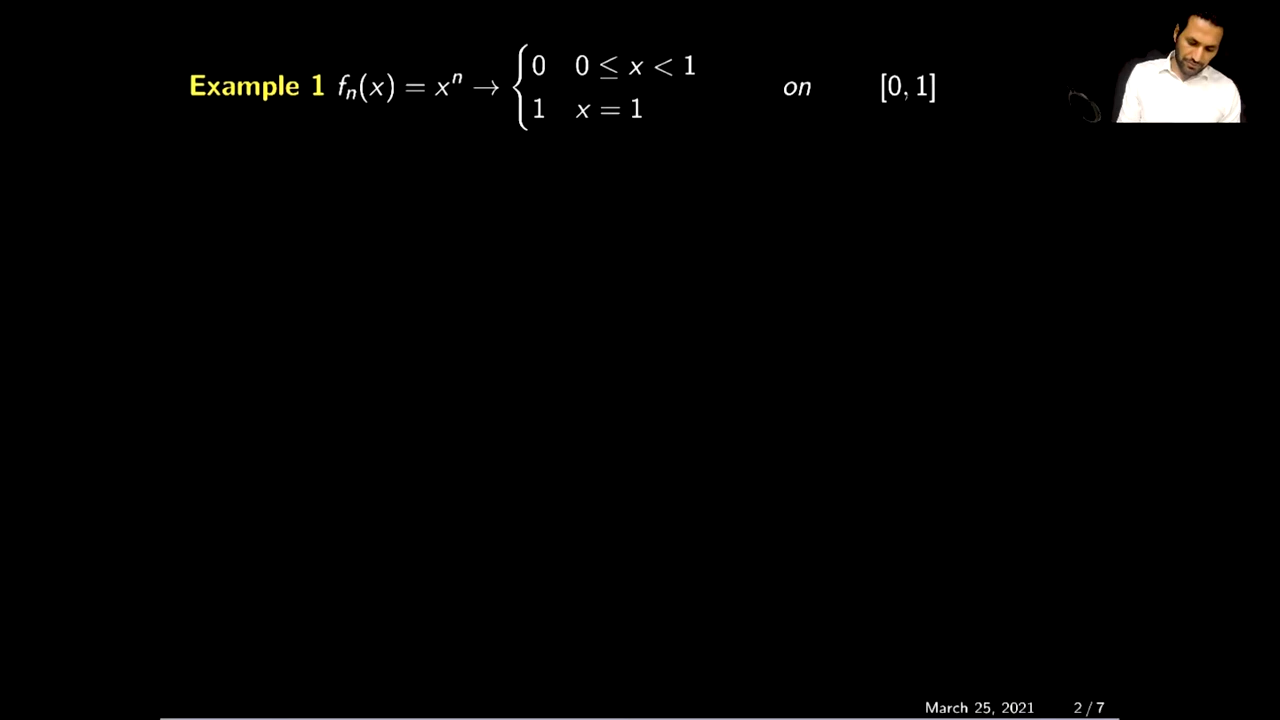 Example 1 fₙ(x) = xⁿ → { 0 0 ≤ x < 1 on [0, 1]
1 x = 1
March 25, 2021 2 / 7